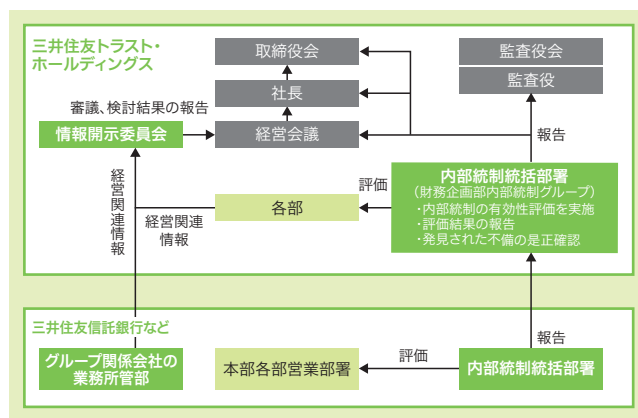 三井住友トラスト・
ホールディングス
取締役会
監査役会
監査役
社長
審議、検討結果の報告
情報開示委員会
経営会議
報告
経営関連情報
評価
内部統制統括部署
（財務企画部内部統制グループ）
・内部統制の有効性評価を実施
・評価結果の報告
・発見された不備の是正確認
各部
経営関連
情報
三井住友信託銀行など
報告
グループ関係会社の
業務所管部
本部各部営業部署
評価
内部統制統括部署